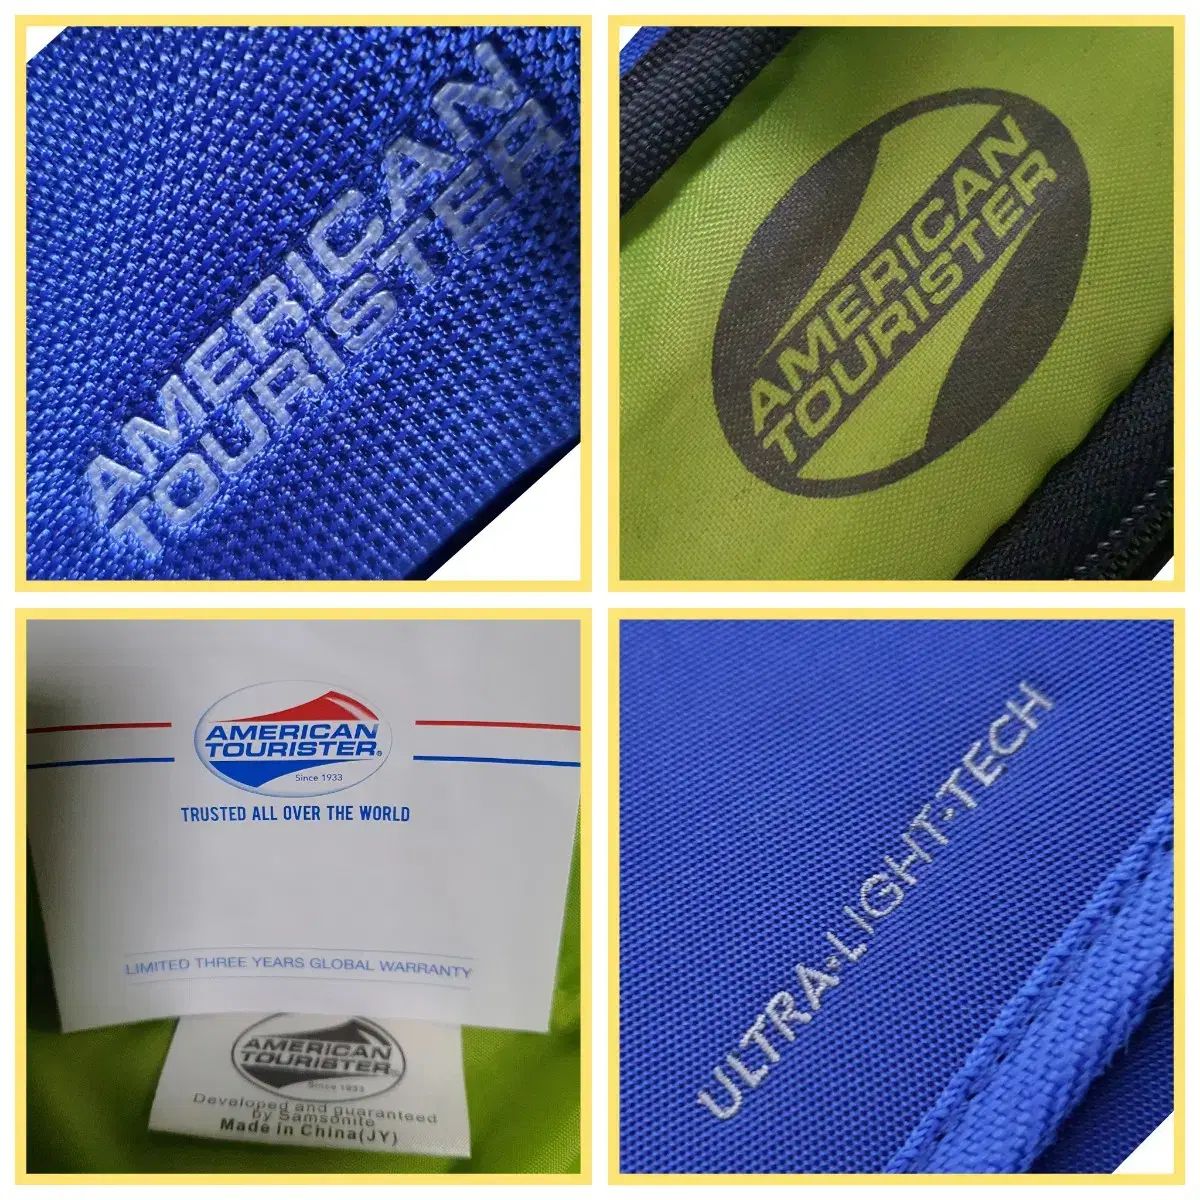 AMERICAN
TOURISTER
AMERICAN
TOURISTER
AMERICAN
TOURISTER®
Since 1933
TRUSTED ALL OVER THE WORLD
LIMITED THREE YEARS GLOBAL WARRANTY
AMERICAN
TOURISTER®
Since 1933
Developed and guaranteed
by Samsonite
Made in China(JY)
ULTRA·LIGHT·TECH